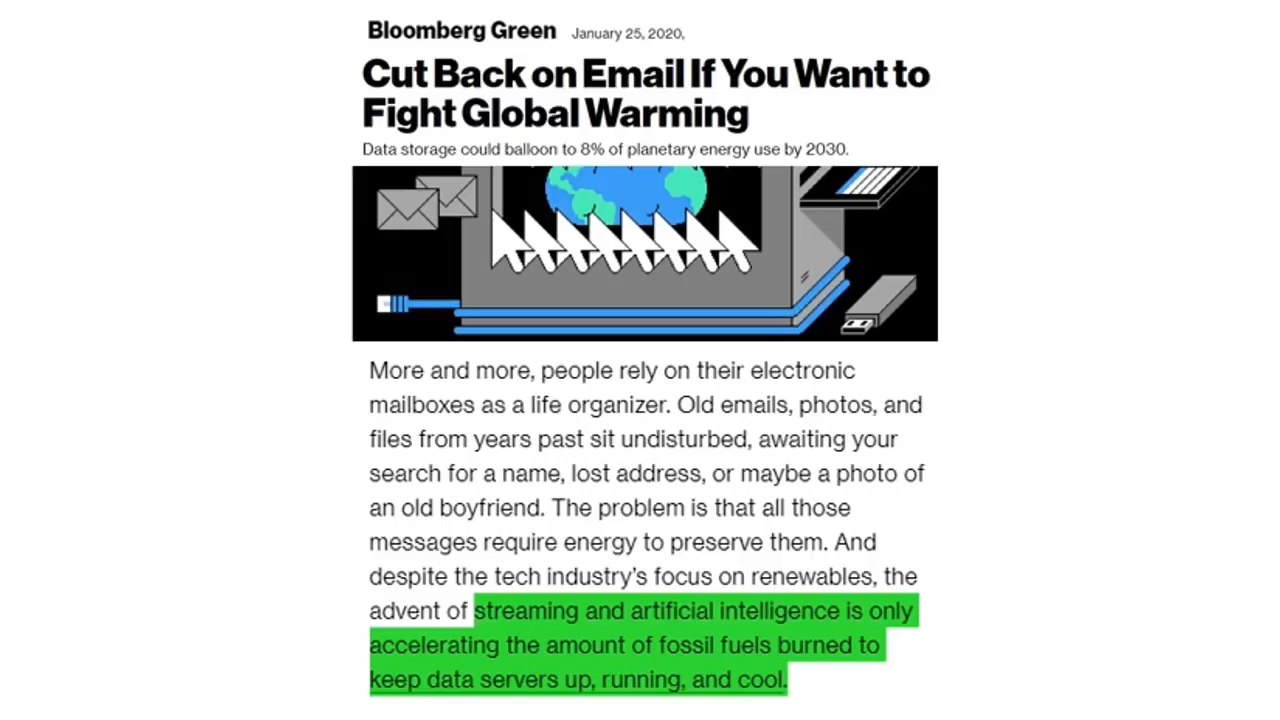 Bloomberg Green January 25, 2020,
Cut Back on Email If You Want to
Fight Global Warming
Data storage could balloon to 8% of planetary energy use by 2030.
More and more, people rely on their electronic
mailboxes as a life organizer. Old emails, photos, and
files from years past sit undisturbed, awaiting your
search for a name, lost address, or maybe a photo of
an old boyfriend. The problem is that all those
messages require energy to preserve them. And
despite the tech industry’s focus on renewables, the
advent of streaming and artificial intelligence is only
accelerating the amount of fossil fuels burned to
keep data servers up, running, and cool.